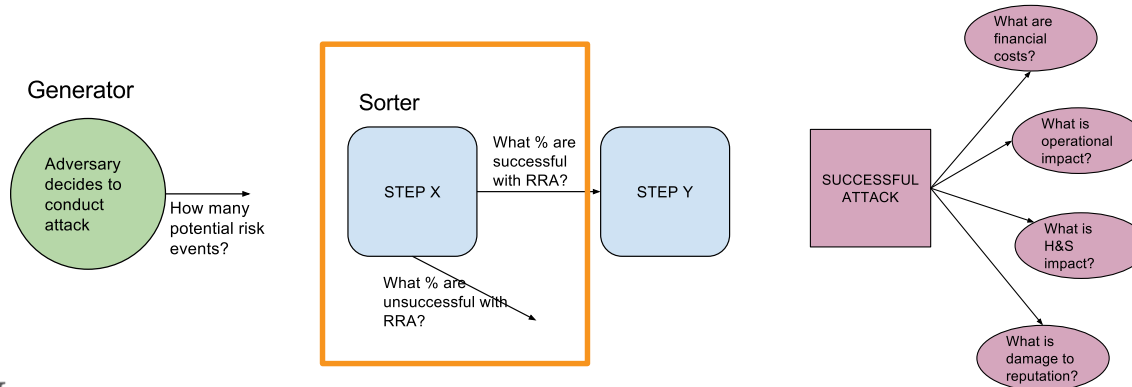 Generator
Adversary
decides to
conduct
attack
How many
potential risk
events?
Sorter
STEP X
What % are
successful
with RRA?
STEP Y
What % are
unsuccessful with
RRA?
SUCCESSFUL
ATTACK
What are
financial
costs?
What is
operational
impact?
What is
H&S
impact?
What is
damage to
reputation?